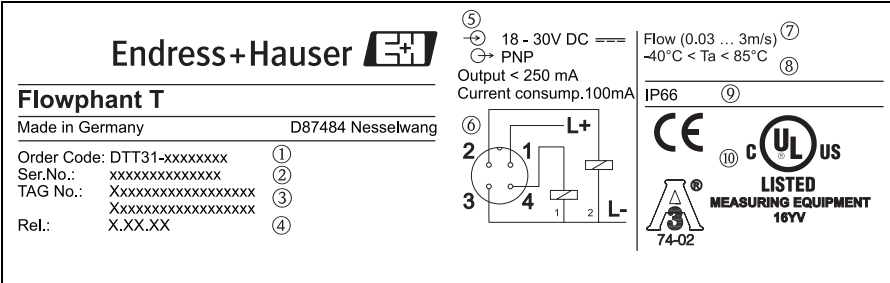 Endress+Hauser E+H
Flowphant T
Made in Germany D87484 Nesselwang
Order Code: DTT31-xxxxxxxx ①
Ser.No.: xxxxxxxxxxxxxx ②
TAG No.: Xxxxxxxxxxxxxxxxxx ③
Xxxxxxxxxxxxxxxxxx
Rel.: X.XX.XX ④
⑤
18 - 30V DC
PNP
Output < 250 mA
Current consump.100mA
⑥
L+
2 1
3 4
1 2 L-
Flow (0.03 ... 3m/s) ⑦
-40°C < Ta < 85°C ⑧
IP66 ⑨
CE
⑩
C UL ® US
LISTED
MEASURING EQUIPMENT
16YV
A 3 ®
74-02